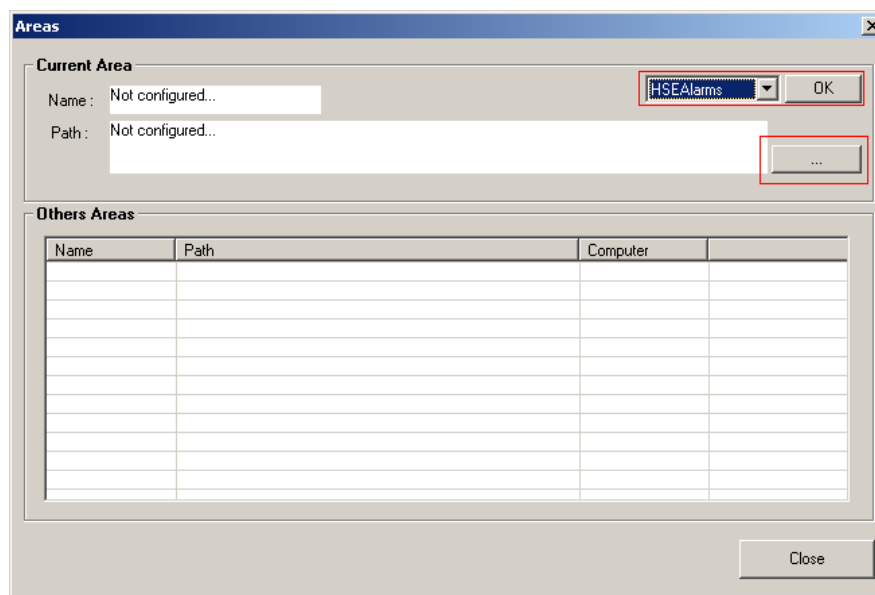 Areas
Current Area
Name : Not configured... HSEAlarms OK
Path : Not configured...
...
Others Areas
Name Path Computer
Close